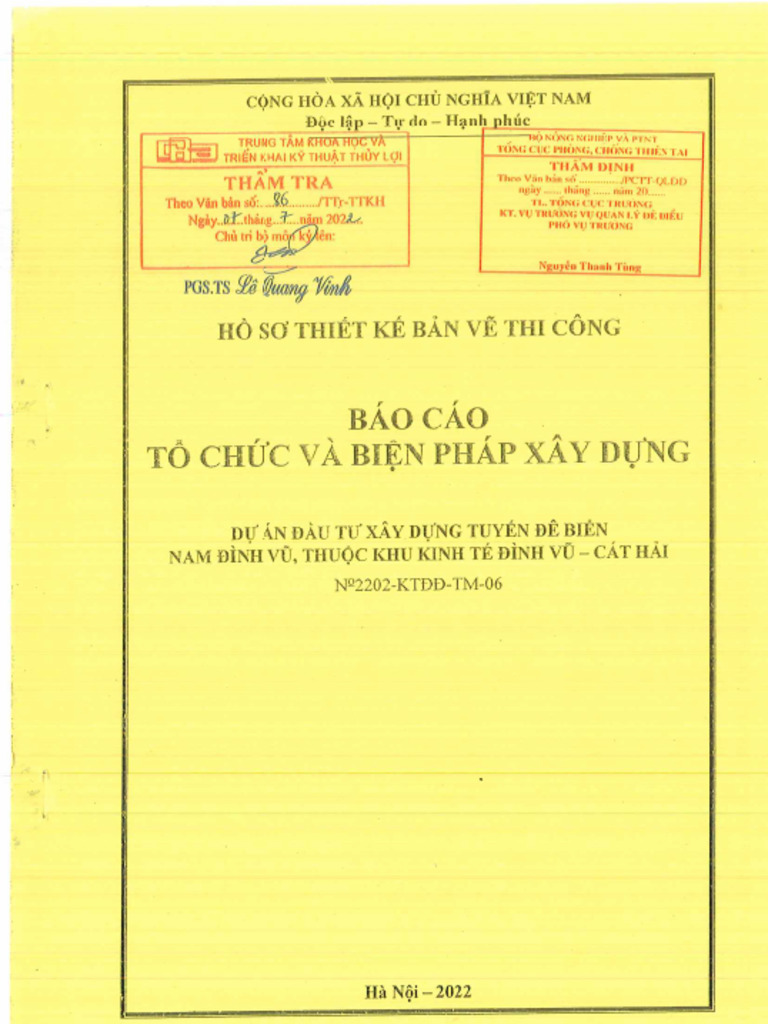 CỘNG HÒA XÃ HỘI CHỦ NGHĨA VIỆT NAM
Độc lập – Tự do – Hạnh phúc
TRUNG TÂM KHOA HỌC VÀ
TRIỂN KHAI KỸ THUẬT THỦY LỢI
THẨM TRA
Theo Văn bản số: 86 /TTr-TTKH
Ngày 07 tháng 7 năm 2022
Chủ trì bộ môn ký tên:
PGS.TS Lê Quang Vinh
BỘ NÔNG NGHIỆP VÀ PTNT
TỔNG CỤC PHÒNG, CHỐNG THIÊN TAI
THẨM ĐỊNH
Theo Văn bản số ............../PCTT-QLĐD
ngày ...... tháng ...... năm 20......
TL. TỔNG CỤC TRƯỞNG
KT. VỤ TRƯỞNG VỤ QUẢN LÝ ĐÊ ĐIỀU
PHÓ VỤ TRƯỞNG
Nguyễn Thanh Tùng
HỒ SƠ THIẾT KẾ BẢN VẼ THI CÔNG
BÁO CÁO
TỔ CHỨC VÀ BIỆN PHÁP XÂY DỰNG
DỰ ÁN ĐẦU TƯ XÂY DỰNG TUYẾN ĐÊ BIỂN
NAM ĐÌNH VŨ, THUỘC KHU KINH TẾ ĐÌNH VŨ – CÁT HẢI
№2202-KTĐĐ-TM-06
Hà Nội – 2022